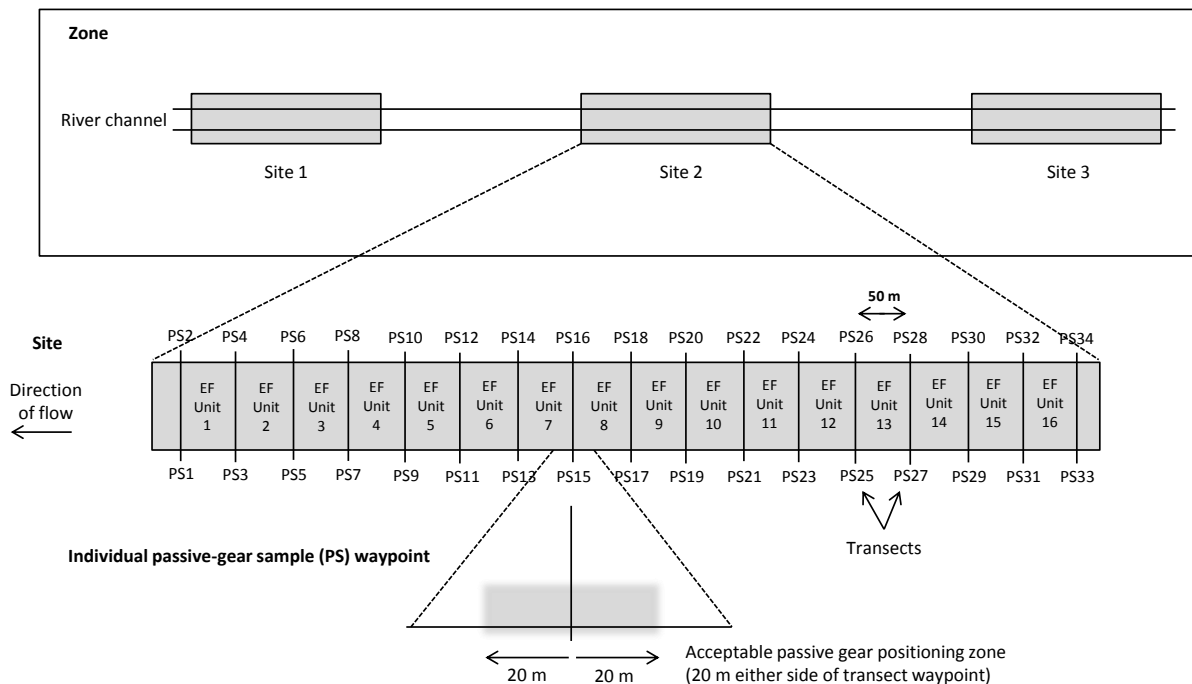 Zone
River channel
Site 1
Site 2
Site 3
50 m
PS2 PS4 PS6 PS8 PS10 PS12 PS14 PS16 PS18 PS20 PS22 PS24 PS26 PS28 PS30 PS32 PS34
Site
Direction
of flow
EF EF EF EF EF EF EF EF EF EF EF EF EF EF EF EF
Unit Unit Unit Unit Unit Unit Unit Unit Unit Unit Unit Unit Unit Unit Unit Unit
1 2 3 4 5 6 7 8 9 10 11 12 13 14 15 16
PS1 PS3 PS5 PS7 PS9 PS11 PS13 PS15 PS17 PS19 PS21 PS23 PS25 PS27 PS29 PS31 PS33
Transects
Individual passive-gear sample (PS) waypoint
20 m 20 m
Acceptable passive gear positioning zone
(20 m either side of transect waypoint)